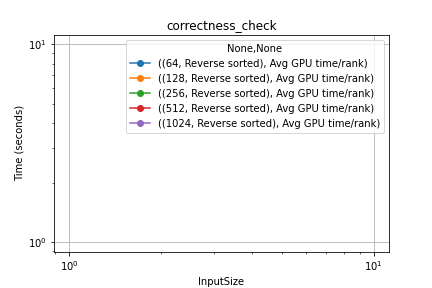 correctness_check
10¹
Time (seconds)
10⁰
None,None
((64, Reverse sorted), Avg GPU time/rank)
((128, Reverse sorted), Avg GPU time/rank)
((256, Reverse sorted), Avg GPU time/rank)
((512, Reverse sorted), Avg GPU time/rank)
((1024, Reverse sorted), Avg GPU time/rank)
10⁰ 10¹
InputSize